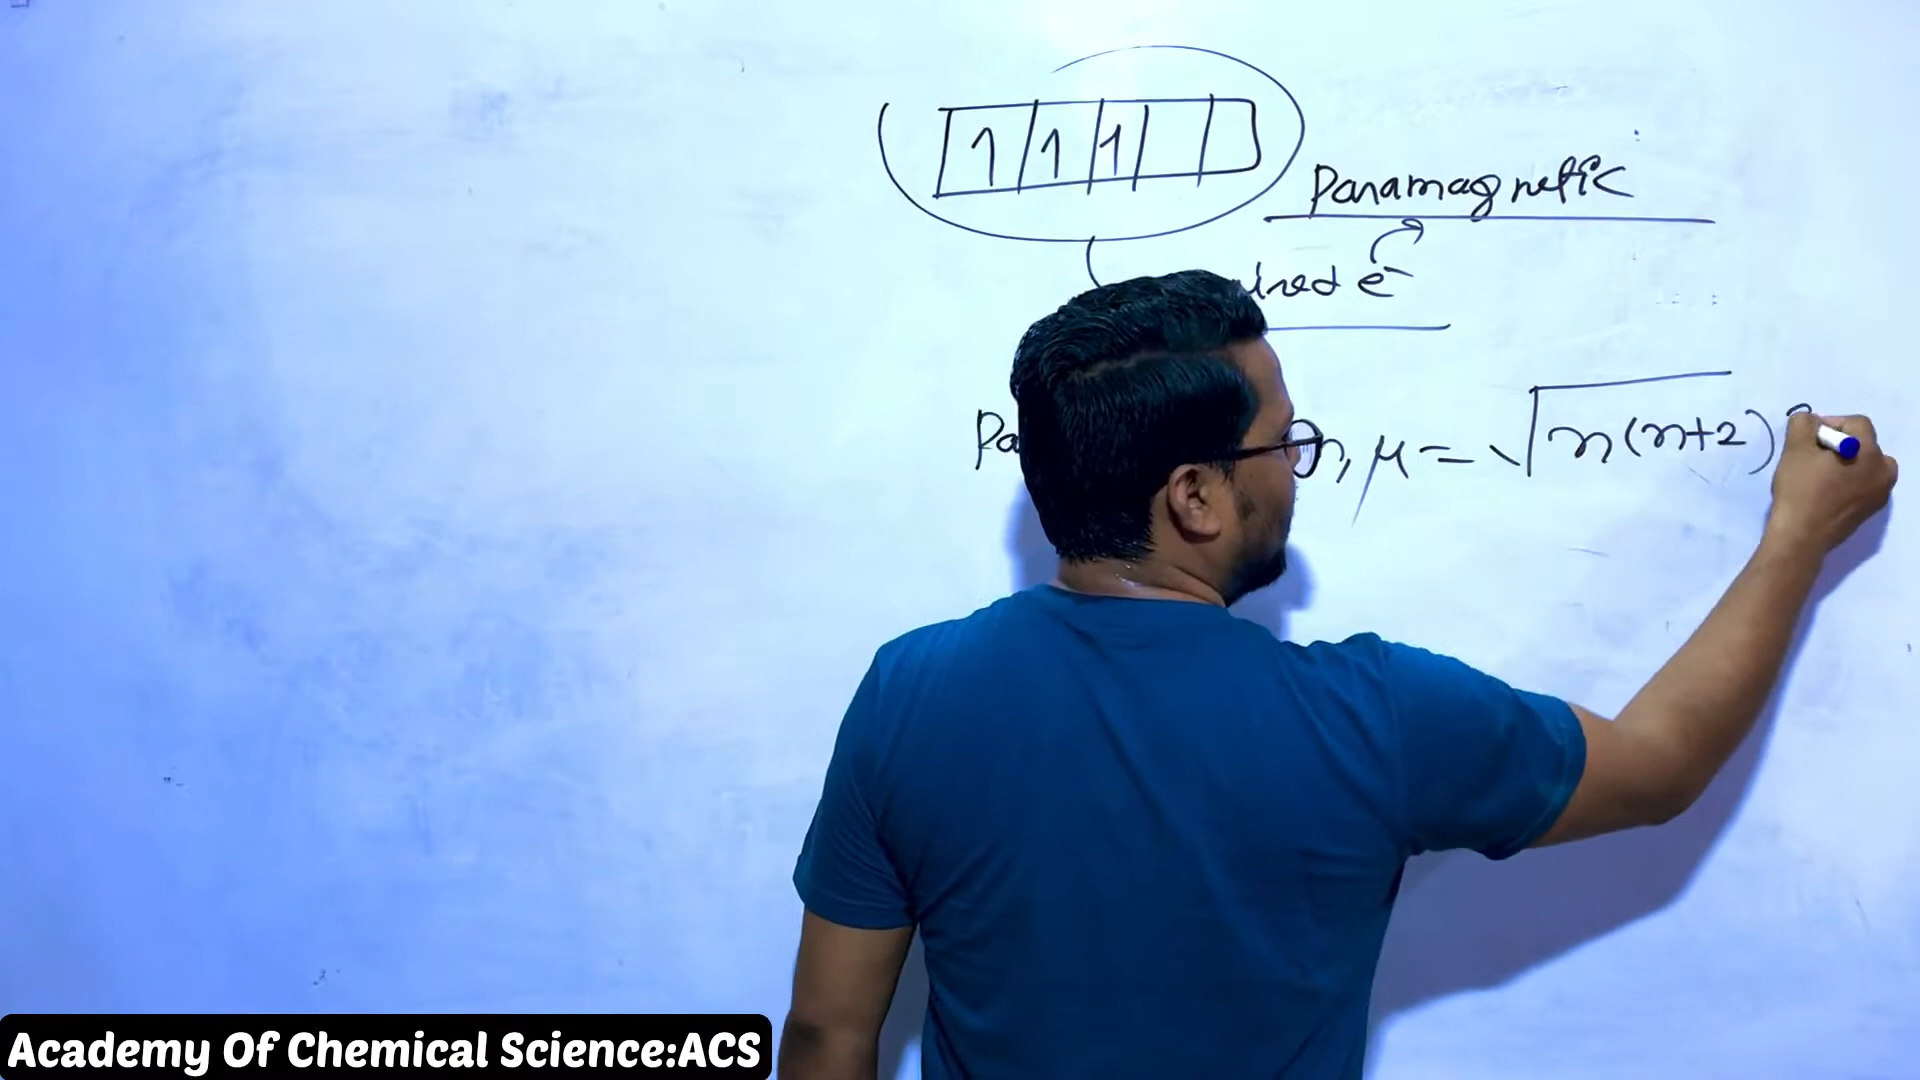 1 1 1
Paramagnetic
e⁻
μ = √n(n+2)
Academy Of Chemical Science:ACS